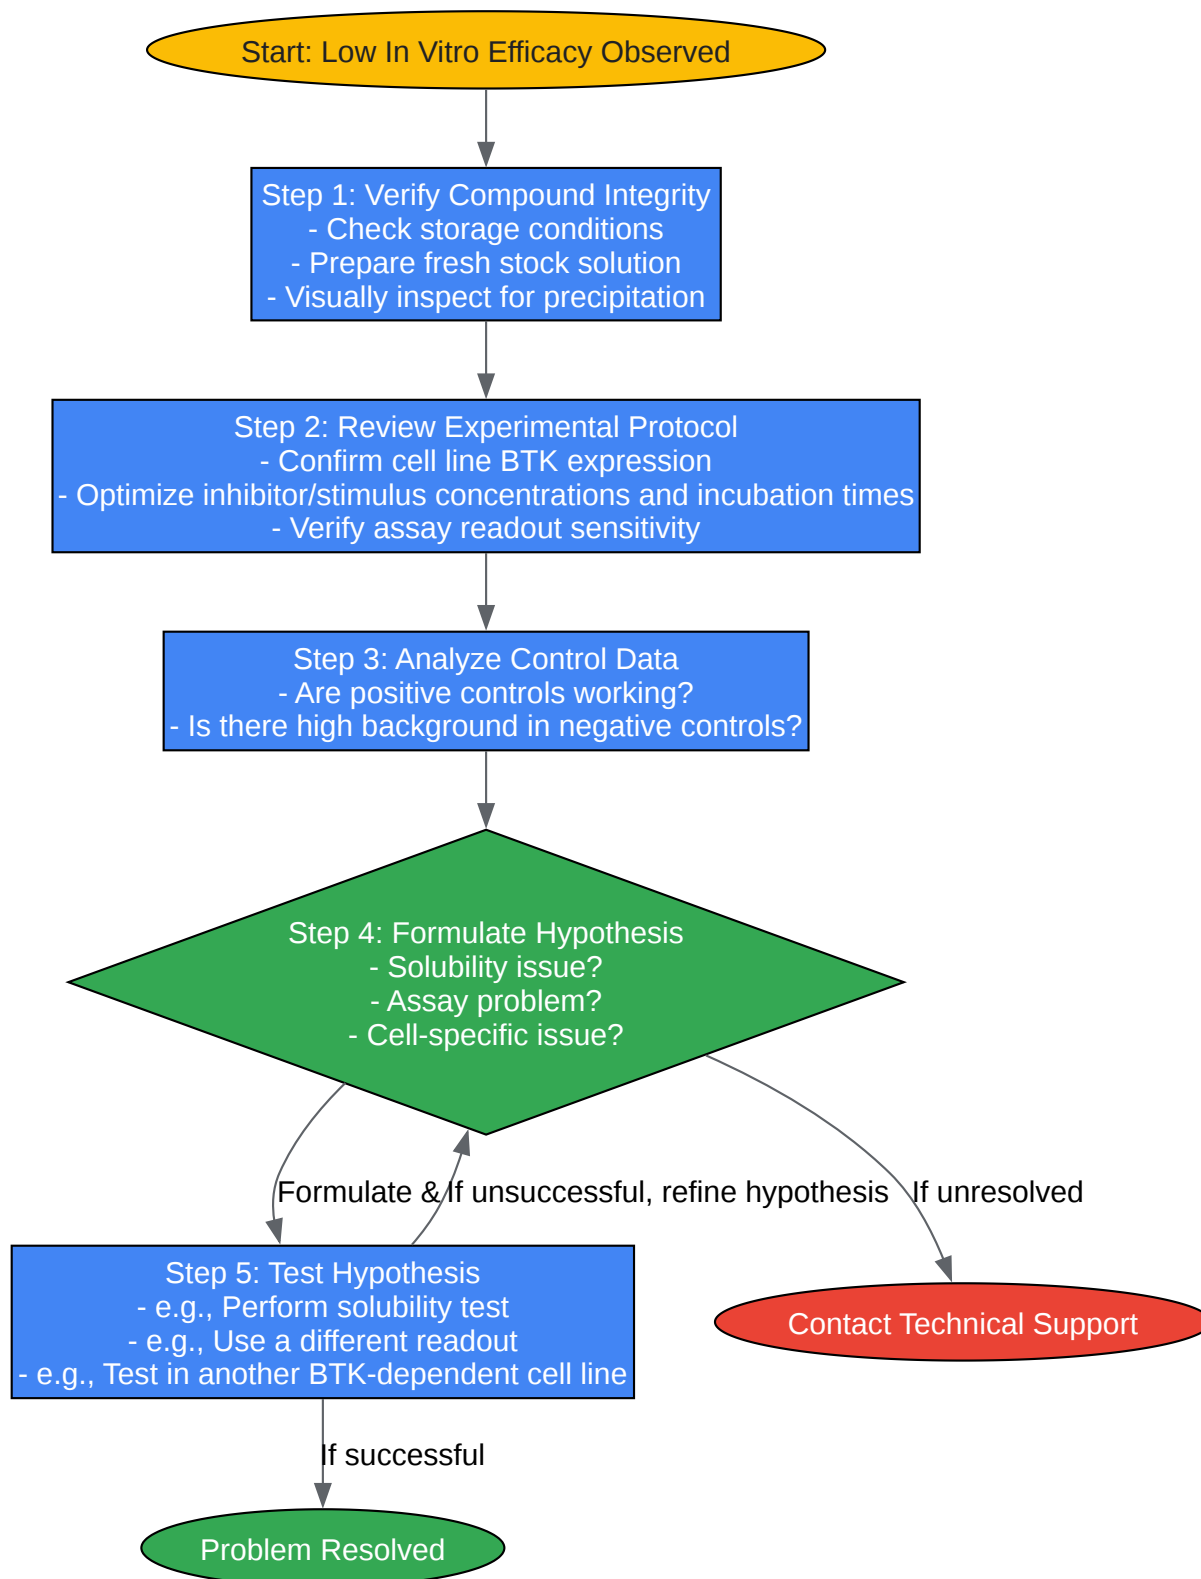 Start: Low In Vitro Efficacy Observed
Step 1: Verify Compound Integrity
- Check storage conditions
- Prepare fresh stock solution
- Visually inspect for precipitation
Step 2: Review Experimental Protocol
- Confirm cell line BTK expression
- Optimize inhibitor/stimulus concentrations and incubation times
- Verify assay readout sensitivity
Step 3: Analyze Control Data
- Are positive controls working?
- Is there high background in negative controls?
Step 4: Formulate Hypothesis
- Solubility issue?
- Assay problem?
- Cell-specific issue?
Formulate &
If unsuccessful, refine hypothesis
If unresolved
Step 5: Test Hypothesis
- e.g., Perform solubility test
- e.g., Use a different readout
- e.g., Test in another BTK-dependent cell line
Contact Technical Support
If successful
Problem Resolved